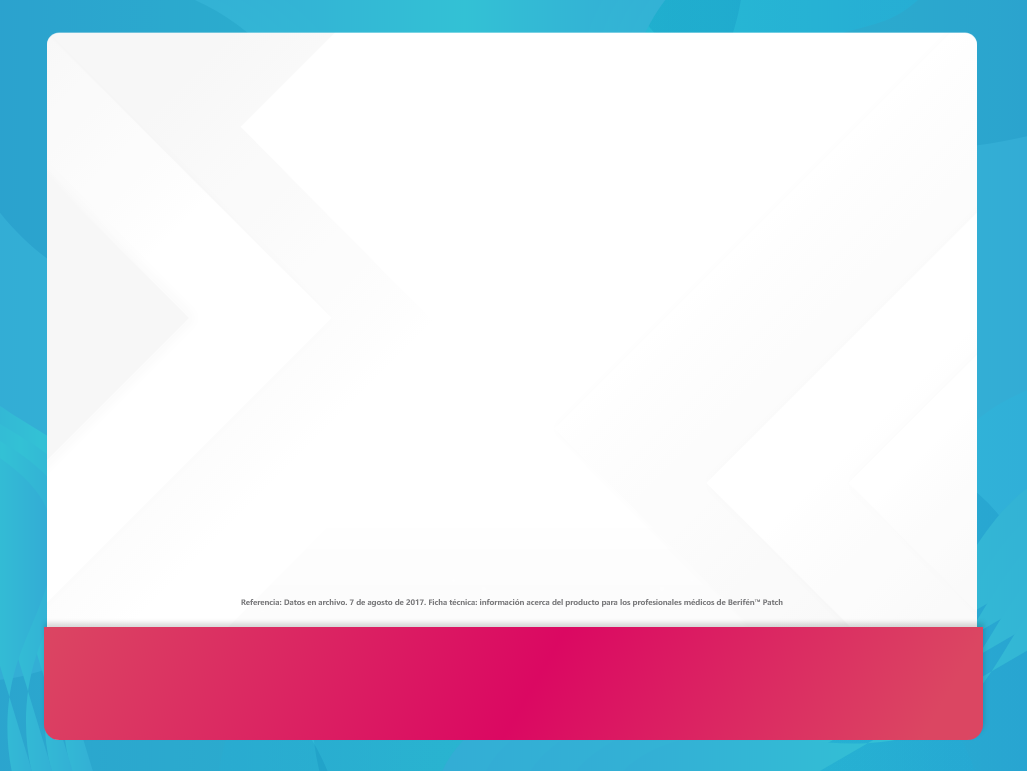 Referencia: Datos en archivo. 7 de agosto de 2017. Ficha técnica: información acerca del producto para los profesionales médicos de Berifén™ Patch